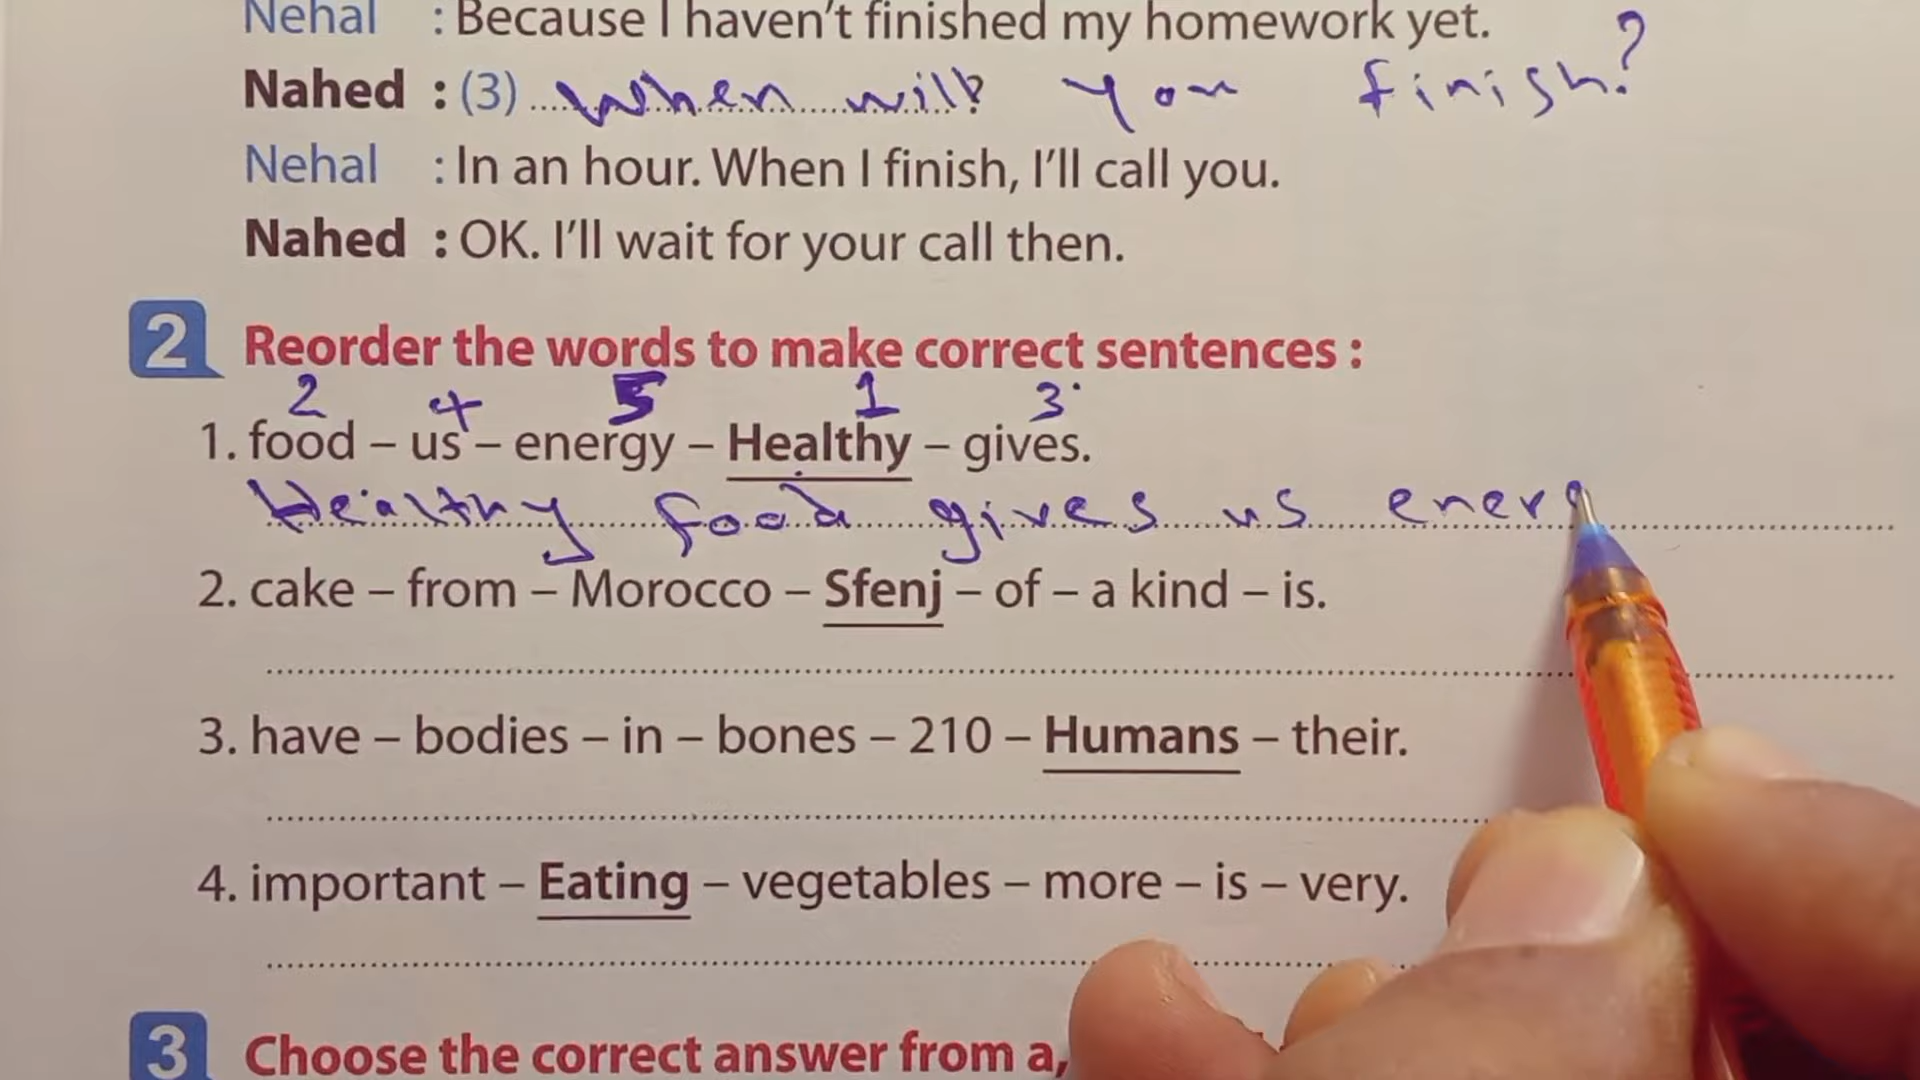 Nehal : Because I haven't finished my homework yet.
Nahed : (3) When will? you finish?
Nehal : In an hour. When I finish, I'll call you.
Nahed : OK. I'll wait for your call then.
2 Reorder the words to make correct sentences :
2 4 5 1 3
1. food – us – energy – Healthy – gives.
Healthy food gives us energ
2. cake – from – Morocco – Sfenj – of – a kind – is.
3. have – bodies – in – bones – 210 – Humans – their.
4. important – Eating – vegetables – more – is – very.
3 Choose the correct answer from a,